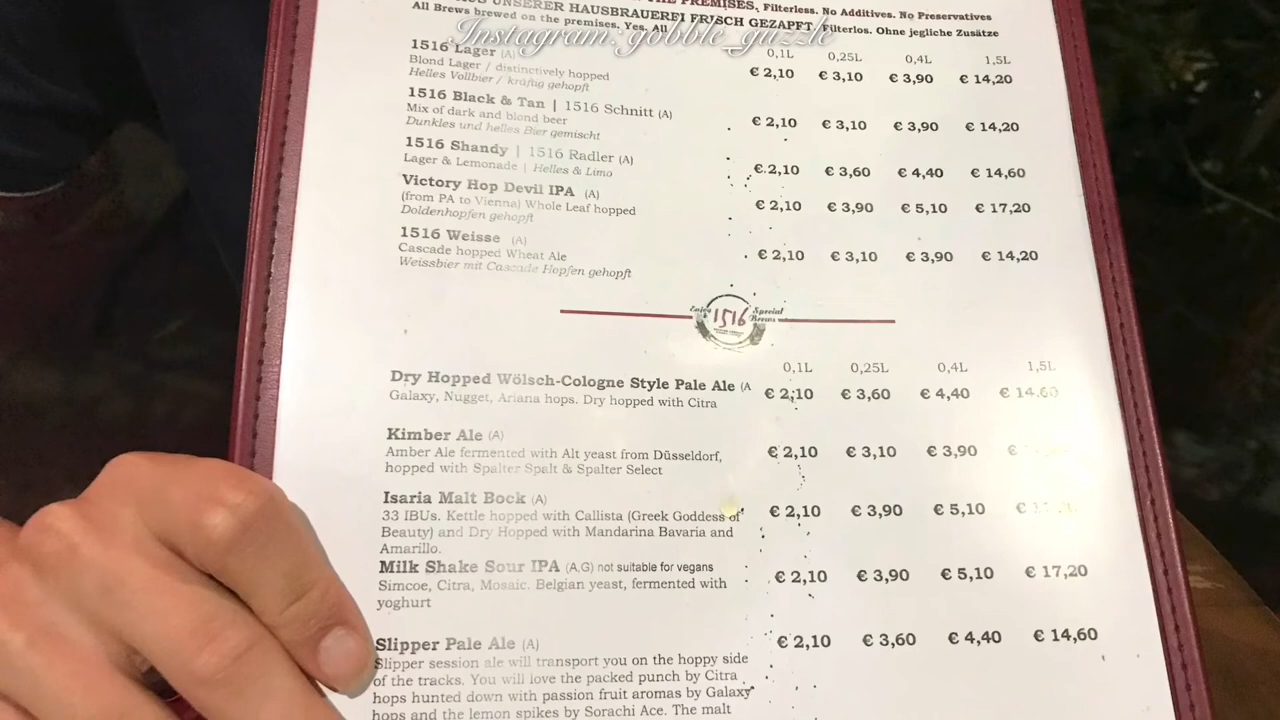 THE PREMISES. Filterless. No Additives. No Preservatives
UNSERER HAUSBRAUEREI FRISCH GEZAPFT. Filterlos. Ohne jegliche Zusätze
All Brews brewed on the premises. Yes. All
Instagram: gobble_guzzle
0,1L 0,25L 0,4L 1,5L
1516 Lager (A) € 2,10 € 3,10 € 3,90 € 14,20
Blond Lager / distinctively hopped
Helles Vollbier / kräftig gehopft
1516 Black & Tan | 1516 Schnitt (A) € 2,10 € 3,10 € 3,90 € 14,20
Mix of dark and blond beer
Dunkles und helles Bier gemischt
1516 Shandy | 1516 Radler (A) € 2,10 € 3,60 € 4,40 € 14,60
Lager & Lemonade | Helles & Limo
Victory Hop Devil IPA (A) € 2,10 € 3,90 € 5,10 € 17,20
(from PA to Vienna) Whole Leaf hopped
Doldenhopfen gehopft
1516 Weisse (A) € 2,10 € 3,10 € 3,90 € 14,20
Cascade hopped Wheat Ale
Weissbier mit Cascade Hopfen gehopft
Enjoy 1516 Special Brews
0,1L 0,25L 0,4L 1,5L
Dry Hopped Wölsch-Cologne Style Pale Ale (A € 2,10 € 3,60 € 4,40 € 14,60
Galaxy, Nugget, Ariana hops. Dry hopped with Citra
Kimber Ale (A) € 2,10 € 3,10 € 3,90 €
Amber Ale fermented with Alt yeast from Düsseldorf,
hopped with Spalter Spalt & Spalter Select
Isaria Malt Bock (A) € 2,10 € 3,90 € 5,10 €
33 IBUs. Kettle hopped with Callista (Greek Goddess of
Beauty) and Dry Hopped with Mandarina Bavaria and
Amarillo.
Milk Shake Sour IPA (A,G) not suitable for vegans € 2,10 € 3,90 € 5,10 € 17,20
Simcoe, Citra, Mosaic. Belgian yeast, fermented with
yoghurt
Slipper Pale Ale (A) € 2,10 € 3,60 € 4,40 € 14,60
Slipper session ale will transport you on the hoppy side
of the tracks. You will love the packed punch by Citra
hops hunted down with passion fruit aromas by Galaxy
hops and the lemon spikes by Sorachi Ace. The malt